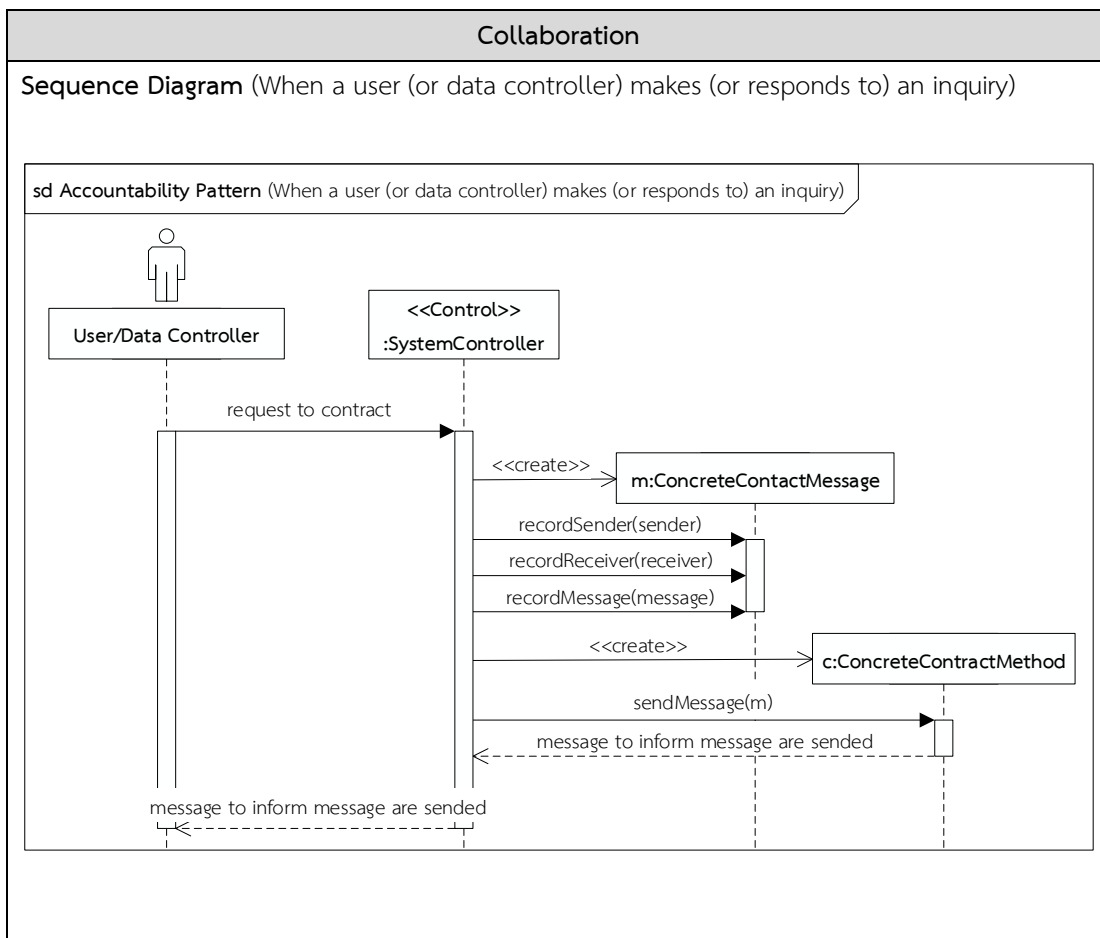 Collaboration
Sequence Diagram (When a user (or data controller) makes (or responds to) an inquiry)
sd Accountability Pattern (When a user (or data controller) makes (or responds to) an inquiry)
User/Data Controller
<<Control>>
:SystemController
request to contract
<<create>>
m:ConcreteContactMessage
recordSender(sender)
recordReceiver(receiver)
recordMessage(message)
<<create>>
c:ConcreteContractMethod
sendMessage(m)
message to inform message are sended
message to inform message are sended